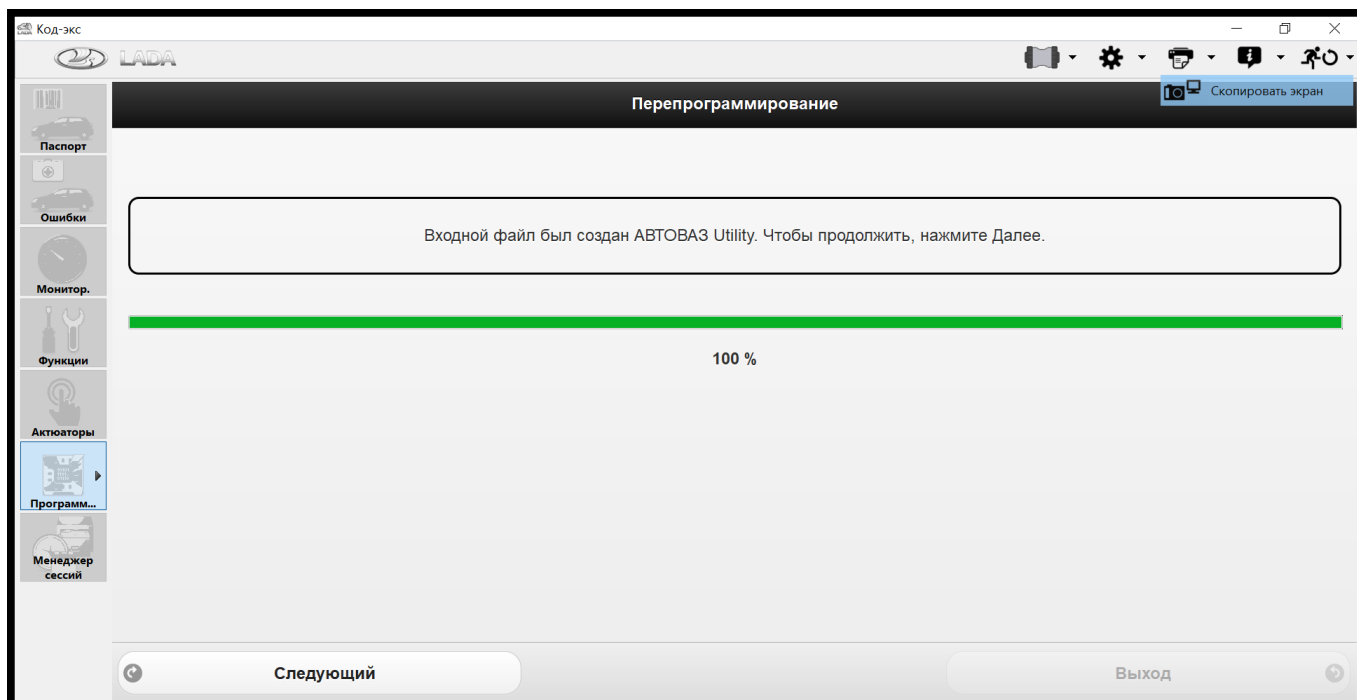 Код-экс
LADA
Скопировать экран
Перепрограммирование
Паспорт
Ошибки
Монитор.
Функции
Актюаторы
Программ...
Менеджер
сессий
Входной файл был создан АВТОВАЗ Utility. Чтобы продолжить, нажмите Далее.
100 %
Следующий
Выход